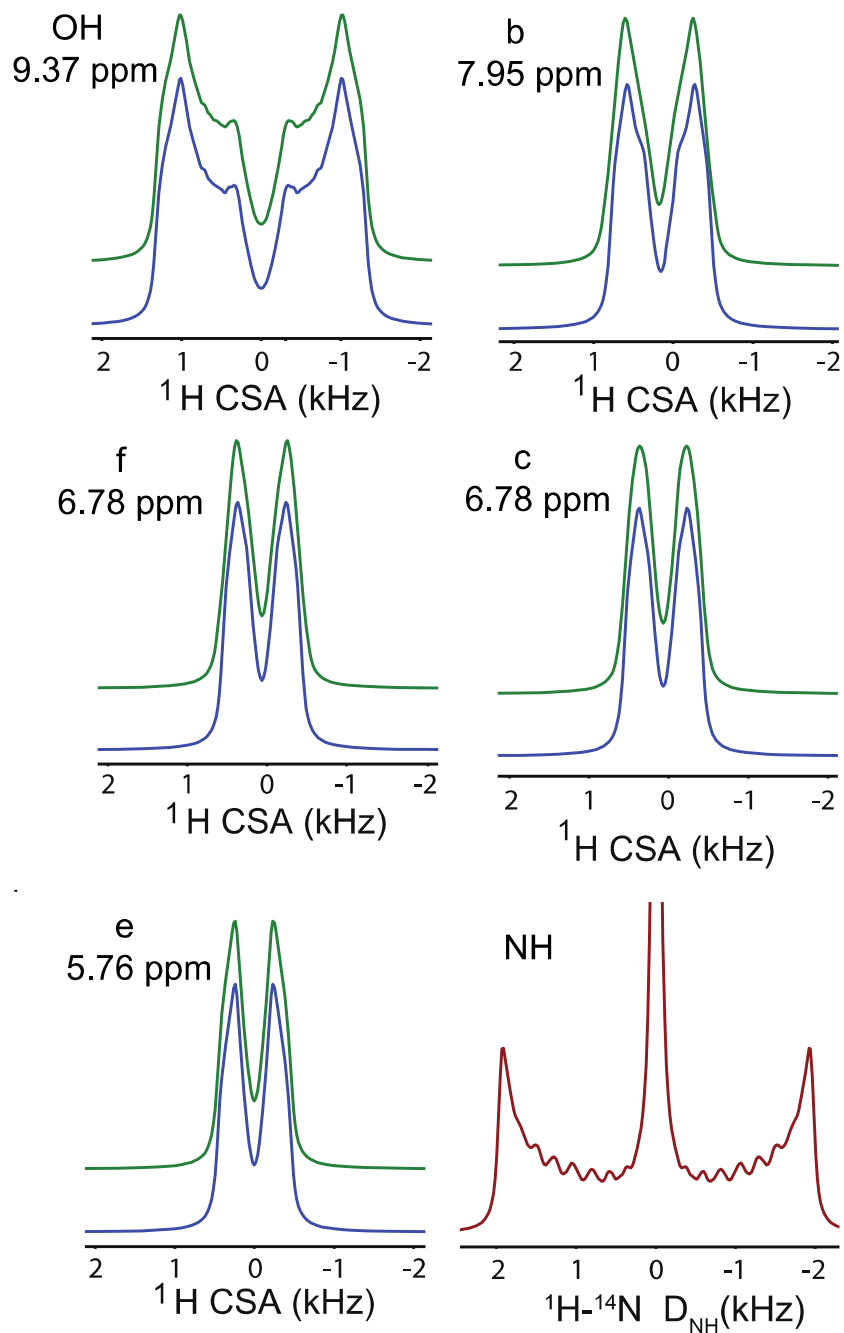 OH
9.37 ppm
2 1 0 -1 -2
¹H CSA (kHz)
b
7.95 ppm
2 1 0 -1 -2
¹H CSA (kHz)
f
6.78 ppm
2 1 0 -1 -2
¹H CSA (kHz)
c
6.78 ppm
2 1 0 -1 -2
¹H CSA (kHz)
e
5.76 ppm
2 1 0 -1 -2
¹H CSA (kHz)
NH
2 1 0 -1 -2
¹H-¹⁴N D_NH(kHz)